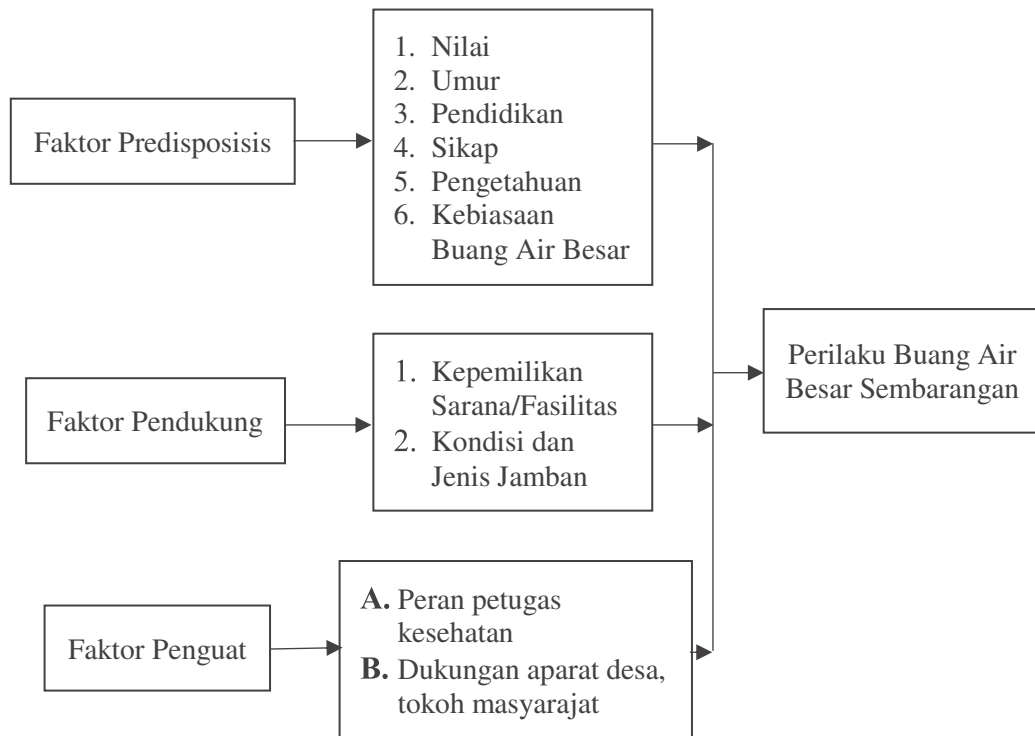 Faktor Predisposisis
1. Nilai
2. Umur
3. Pendidikan
4. Sikap
5. Pengetahuan
6. Kebiasaan
Buang Air Besar
Faktor Pendukung
1. Kepemilikan
Sarana/Fasilitas
2. Kondisi dan
Jenis Jamban
Faktor Penguat
A. Peran petugas
kesehatan
B. Dukungan aparat desa,
tokoh masyarajat
Perilaku Buang Air
Besar Sembarangan